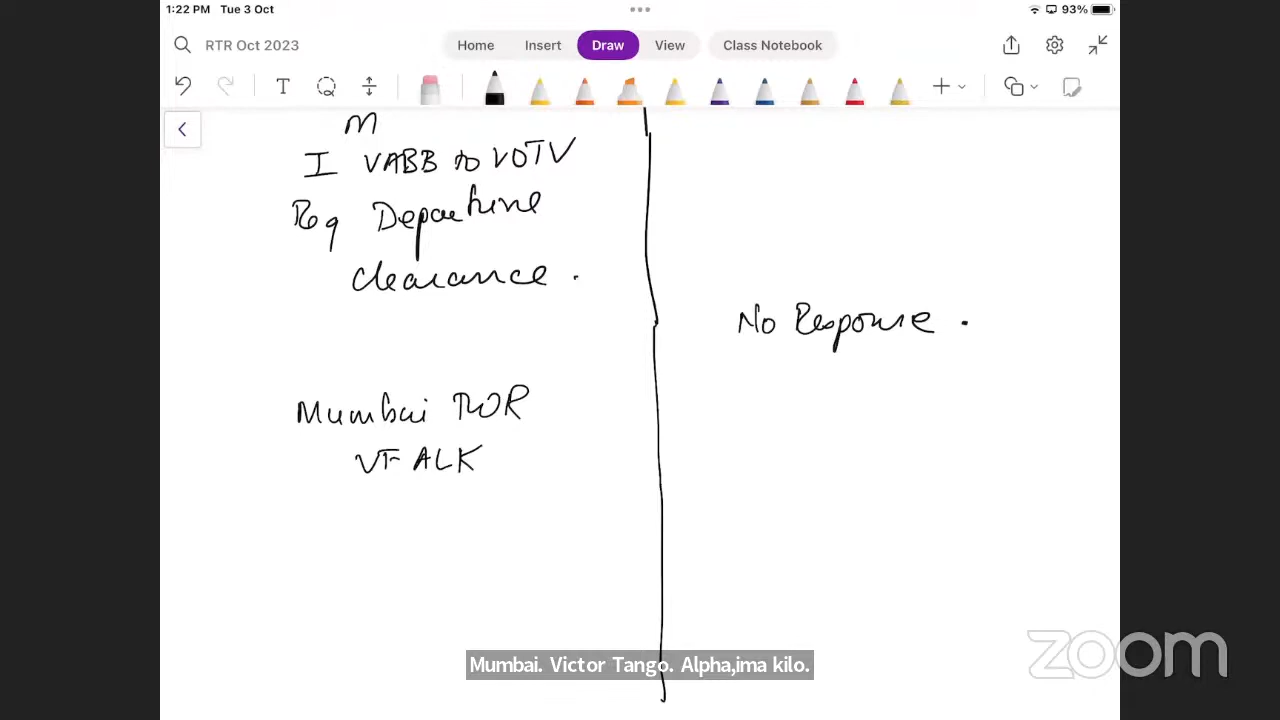 1:22 PM Tue 3 Oct
93%
RTR Oct 2023
Home Insert Draw View Class Notebook
M
I VABB to VOTV
Req Departure
Clearance.
No Response.
Mumbai TWR
VT ALK
Mumbai. Victor Tango. Alpha,ima kilo.
zoom